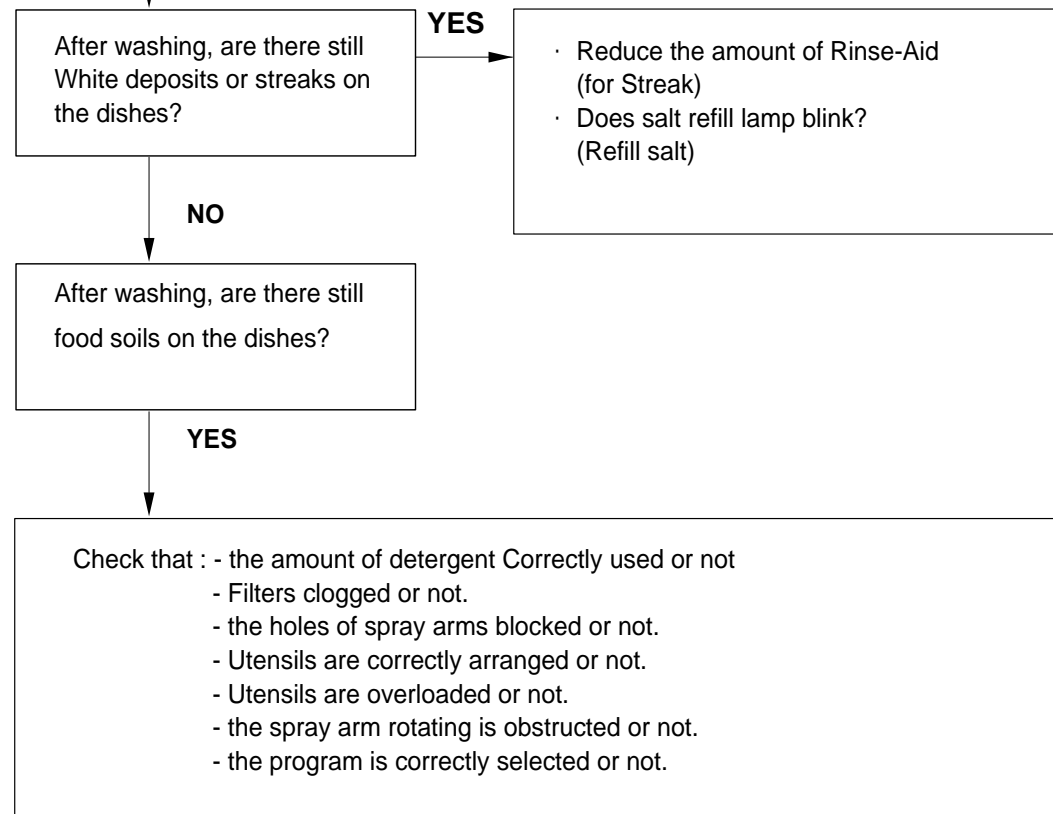 After washing, are there still
White deposits or streaks on
the dishes?
YES
· Reduce the amount of Rinse-Aid
(for Streak)
· Does salt refill lamp blink?
(Refill salt)
NO
After washing, are there still
food soils on the dishes?
YES
Check that : - the amount of detergent Correctly used or not
- Filters clogged or not.
- the holes of spray arms blocked or not.
- Utensils are correctly arranged or not.
- Utensils are overloaded or not.
- the spray arm rotating is obstructed or not.
- the program is correctly selected or not.